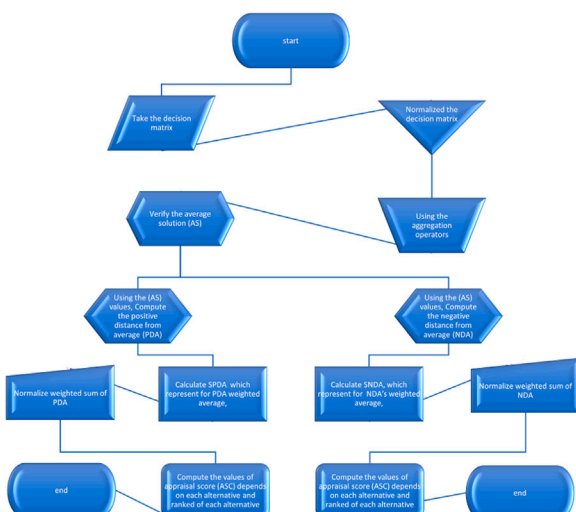 start
Take the decision
matrix
Normalized the
decision matrix
Verify the average
solution (AS)
Using the
aggregation
operators
Using the (AS)
values, Compute
the positive
distance from
average (PDA)
Using the (AS)
values, Compute
the negative
distance from
average (NDA)
Normalize weighted sum of
PDA
Calculate SPDA which
represent for PDA weighted
average,
Calculate SNDA, which
represent for NDA's weighted
average,
Normalize weighted sum of
NDA
end
Compute the values of
appraisal score (ASC) depends
on each alternative and
ranked of each alternative
Compute the values of
appraisal score (ASC) depends
on each alternative and
ranked of each alternative
end